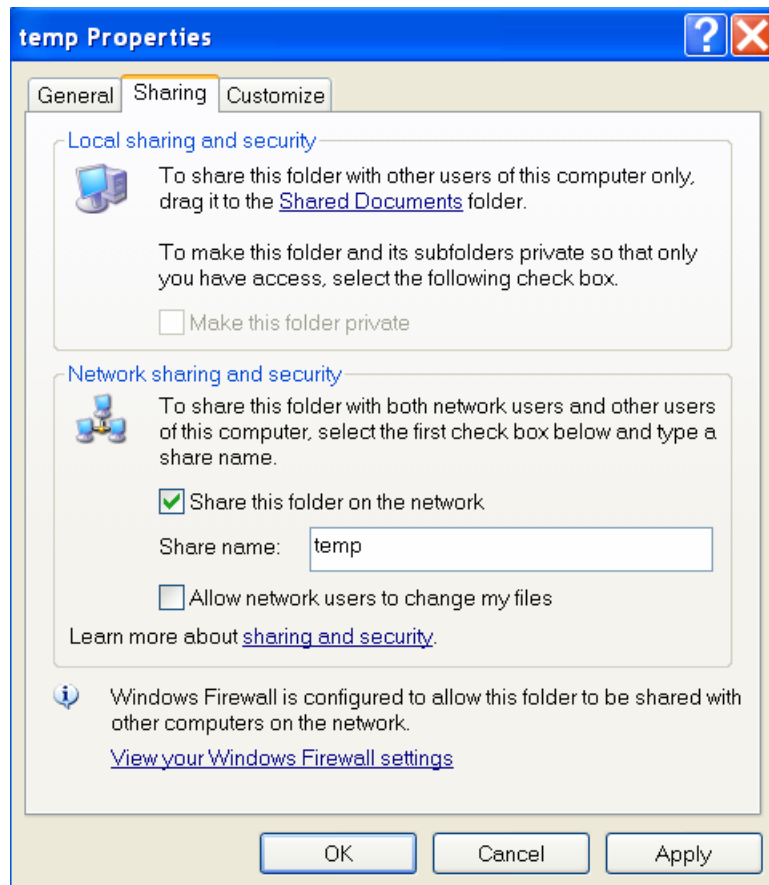 temp Properties
General Sharing Customize
Local sharing and security
To share this folder with other users of this computer only,
drag it to the Shared Documents folder.
To make this folder and its subfolders private so that only
you have access, select the following check box.
Make this folder private
Network sharing and security
To share this folder with both network users and other users
of this computer, select the first check box below and type a
share name.
Share this folder on the network
Share name: temp
Allow network users to change my files
Learn more about sharing and security.
Windows Firewall is configured to allow this folder to be shared with
other computers on the network.
View your Windows Firewall settings
OK Cancel Apply